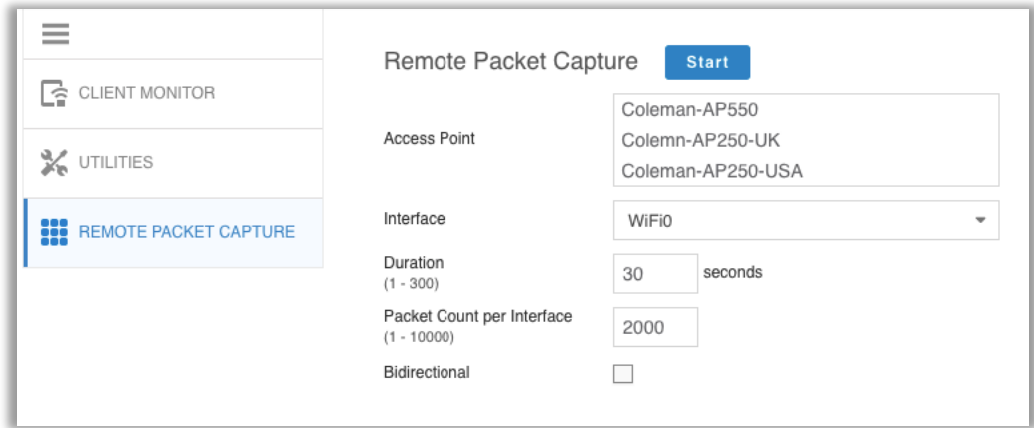 CLIENT MONITOR
UTILITIES
REMOTE PACKET CAPTURE
Remote Packet Capture
Start
Access Point
Coleman-AP550
Colemn-AP250-UK
Coleman-AP250-USA
Interface
WiFi0
Duration
(1 - 300)
30 seconds
Packet Count per Interface
(1 - 10000)
2000
Bidirectional